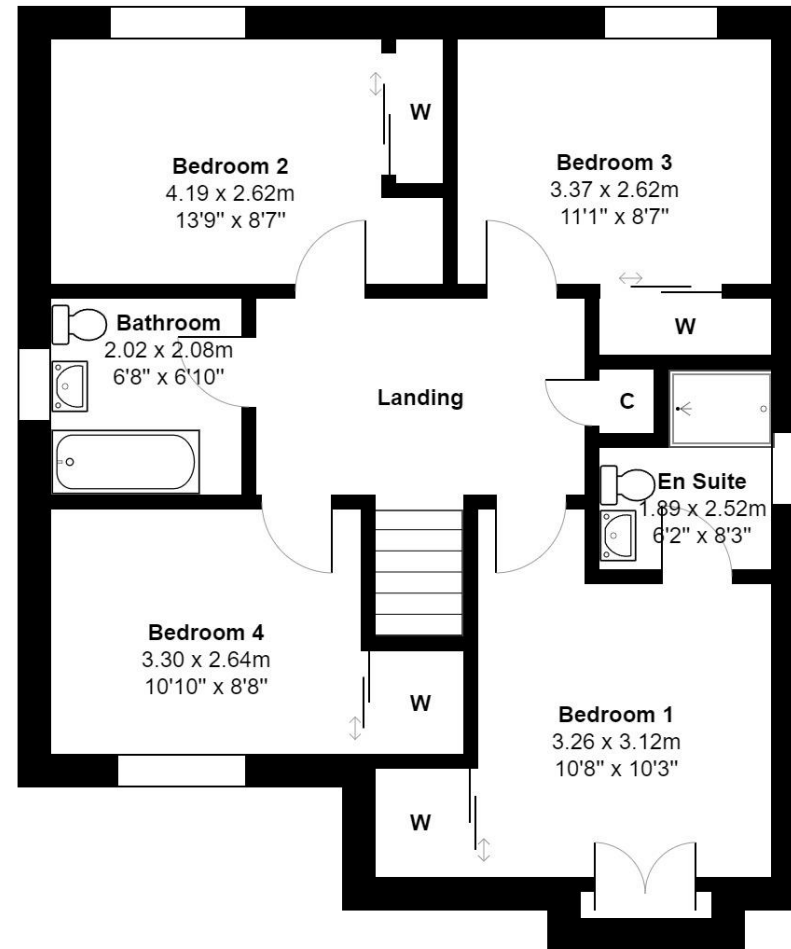 Bedroom 2
4.19 x 2.62m
13'9" x 8'7"
W
Bedroom 3
3.37 x 2.62m
11'1" x 8'7"
W
Bathroom
2.02 x 2.08m
6'8" x 6'10"
Landing
C
En Suite
1.89 x 2.52m
6'2" x 8'3"
Bedroom 4
3.30 x 2.64m
10'10" x 8'8"
W
Bedroom 1
3.26 x 3.12m
10'8" x 10'3"
W